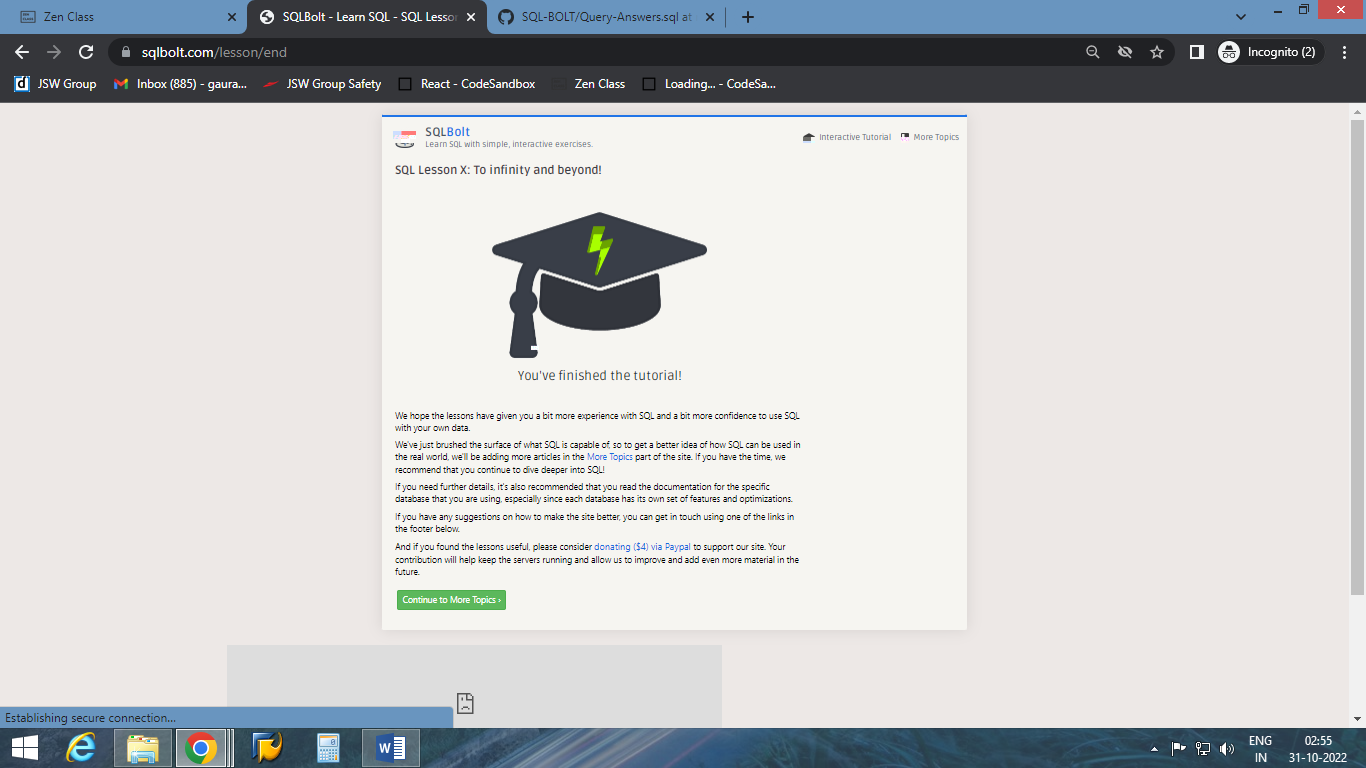 Zen Class
SQLBolt - Learn SQL - SQL Lesson
SQL-BOLT/Query-Answers.sql at
sqlbolt.com/lesson/end
Incognito (2)
JSW Group
Inbox (885) - gaura...
JSW Group Safety
React - CodeSandbox
Zen Class
Loading... - CodeSa...
SQLBolt
Learn SQL with simple, interactive exercises.
Interactive Tutorial
More Topics
SQL Lesson X: To infinity and beyond!
You've finished the tutorial!
We hope the lessons have given you a bit more experience with SQL and a bit more confidence to use SQL
with your own data.
We've just brushed the surface of what SQL is capable of, so to get a better idea of how SQL can be used in
the real world, we'll be adding more articles in the More Topics part of the site. If you have the time, we
recommend that you continue to dive deeper into SQL!
If you need further details, it's also recommended that you read the documentation for the specific
database that you are using, especially since each database has its own set of features and optimizations.
If you have any suggestions on how to make the site better, you can get in touch using one of the links in
the footer below.
And if you found the lessons useful, please consider donating ($4) via Paypal to support our site. Your
contribution will help keep the servers running and allow us to improve and add even more material in the
future.
Continue to More Topics ›
Establishing secure connection...
ENG
IN
02:55
31-10-2022